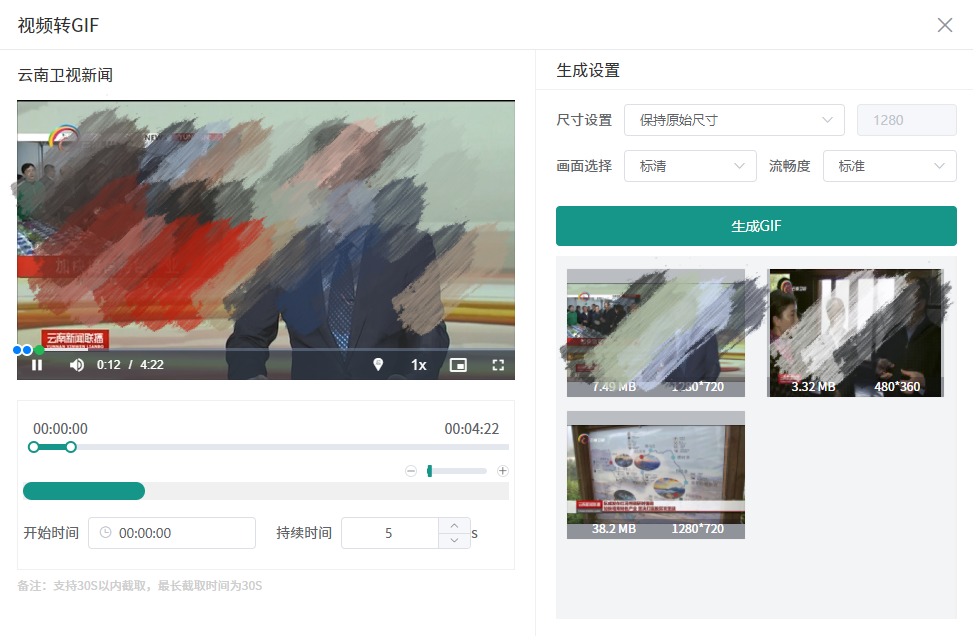 视频转GIF
云南卫视新闻
NEWS
云南新闻联播
YUNNAN XINWEN LIANBO
0:12 / 4:22
1x
00:00:00
00:04:22
开始时间
00:00:00
持续时间
5
s
备注：支持30S以内截取，最长截取时间为30S
生成设置
尺寸设置
保持原始尺寸
1280
画面选择
标清
流畅度
标准
生成GIF
7.49 MB
1280*720
3.32 MB
480*360
38.2 MB
1280*720